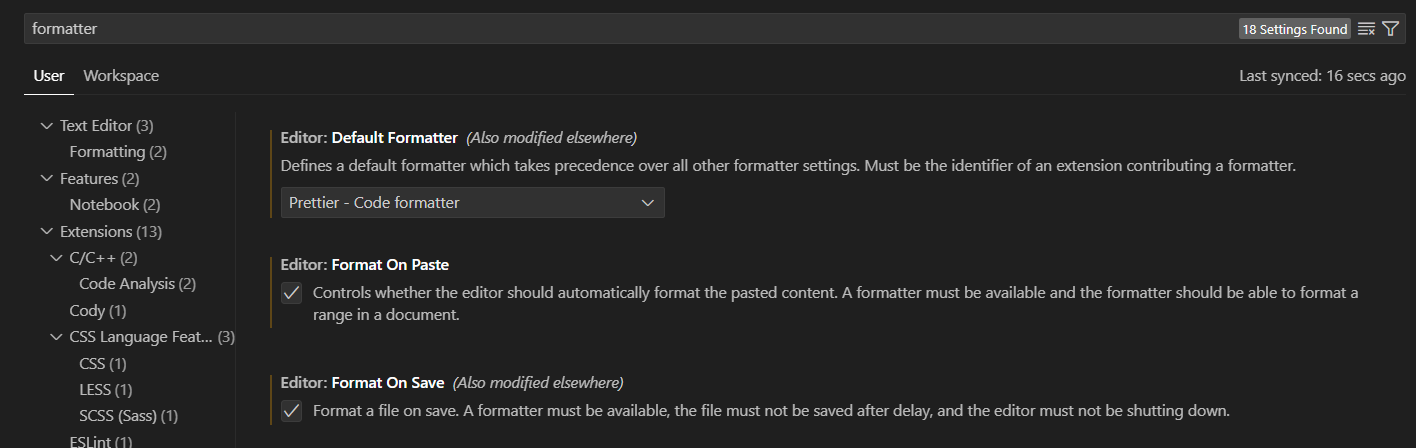 formatter
18 Settings Found
User
Workspace
Last synced: 16 secs ago
Text Editor (3)
Formatting (2)
Features (2)
Notebook (2)
Extensions (13)
C/C++ (2)
Code Analysis (2)
Cody (1)
CSS Language Feat... (3)
CSS (1)
LESS (1)
SCSS (Sass) (1)
ESLint (1)
Editor: Default Formatter (Also modified elsewhere)
Defines a default formatter which takes precedence over all other formatter settings. Must be the identifier of an extension contributing a formatter.
Prettier - Code formatter
Editor: Format On Paste
Controls whether the editor should automatically format the pasted content. A formatter must be available and the formatter should be able to format a
range in a document.
Editor: Format On Save (Also modified elsewhere)
Format a file on save. A formatter must be available, the file must not be saved after delay, and the editor must not be shutting down.